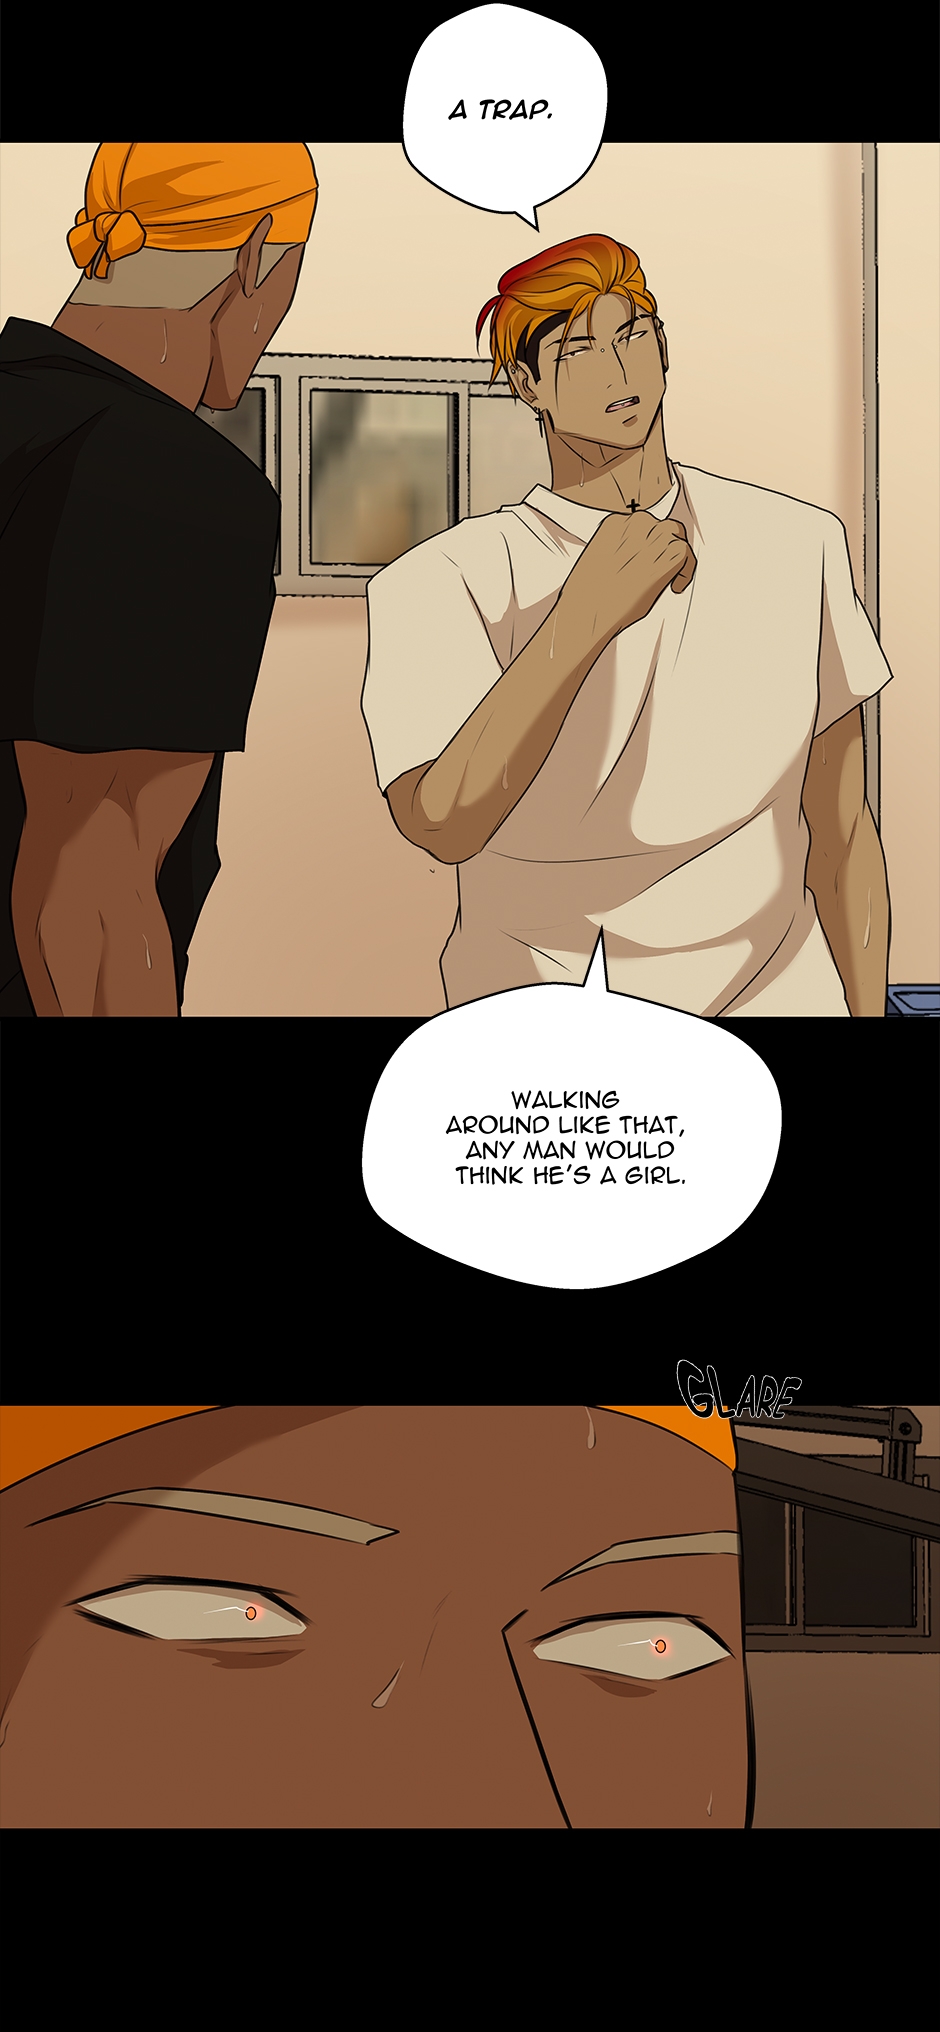 A TRAP.
WALKING
AROUND LIKE THAT,
ANY MAN WOULD
THINK HE'S A GIRL.
GLARE